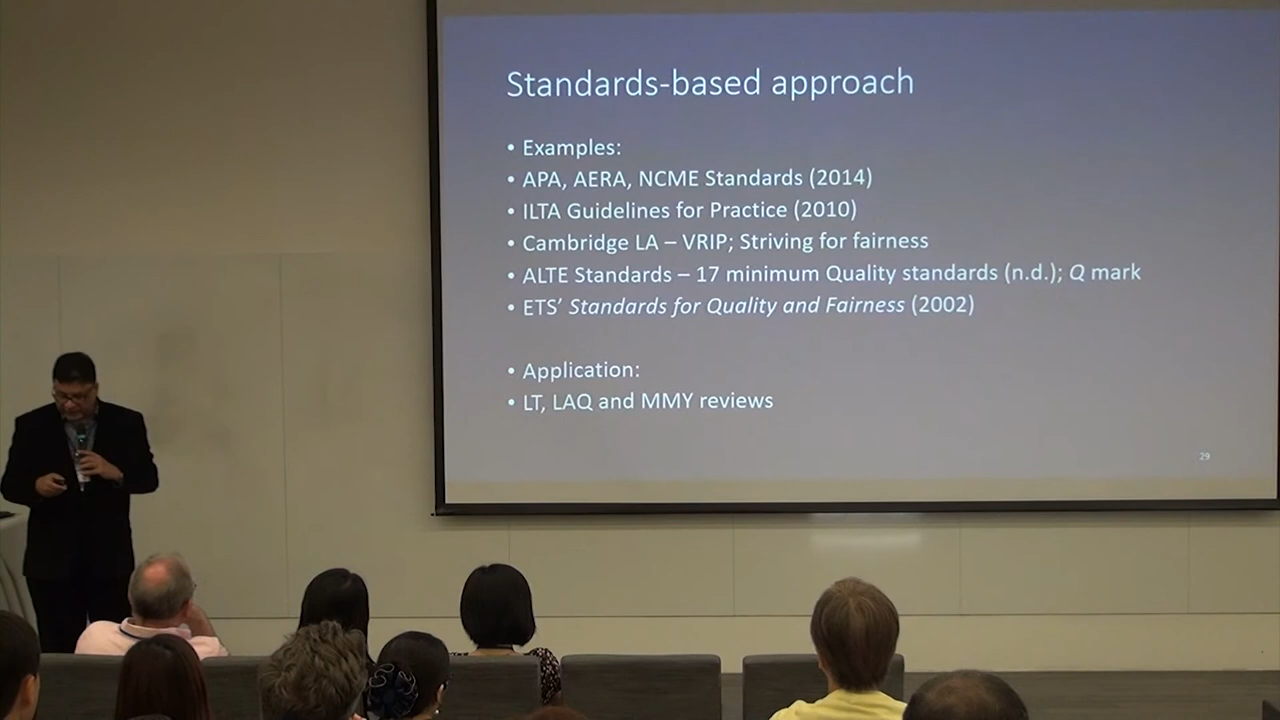 Standards-based approach
• Examples:
• APA, AERA, NCME Standards (2014)
• ILTA Guidelines for Practice (2010)
• Cambridge LA – VRIP; Striving for fairness
• ALTE Standards – 17 minimum Quality standards (n.d.); Q mark
• ETS’ Standards for Quality and Fairness (2002)
• Application:
• LT, LAQ and MMY reviews
29